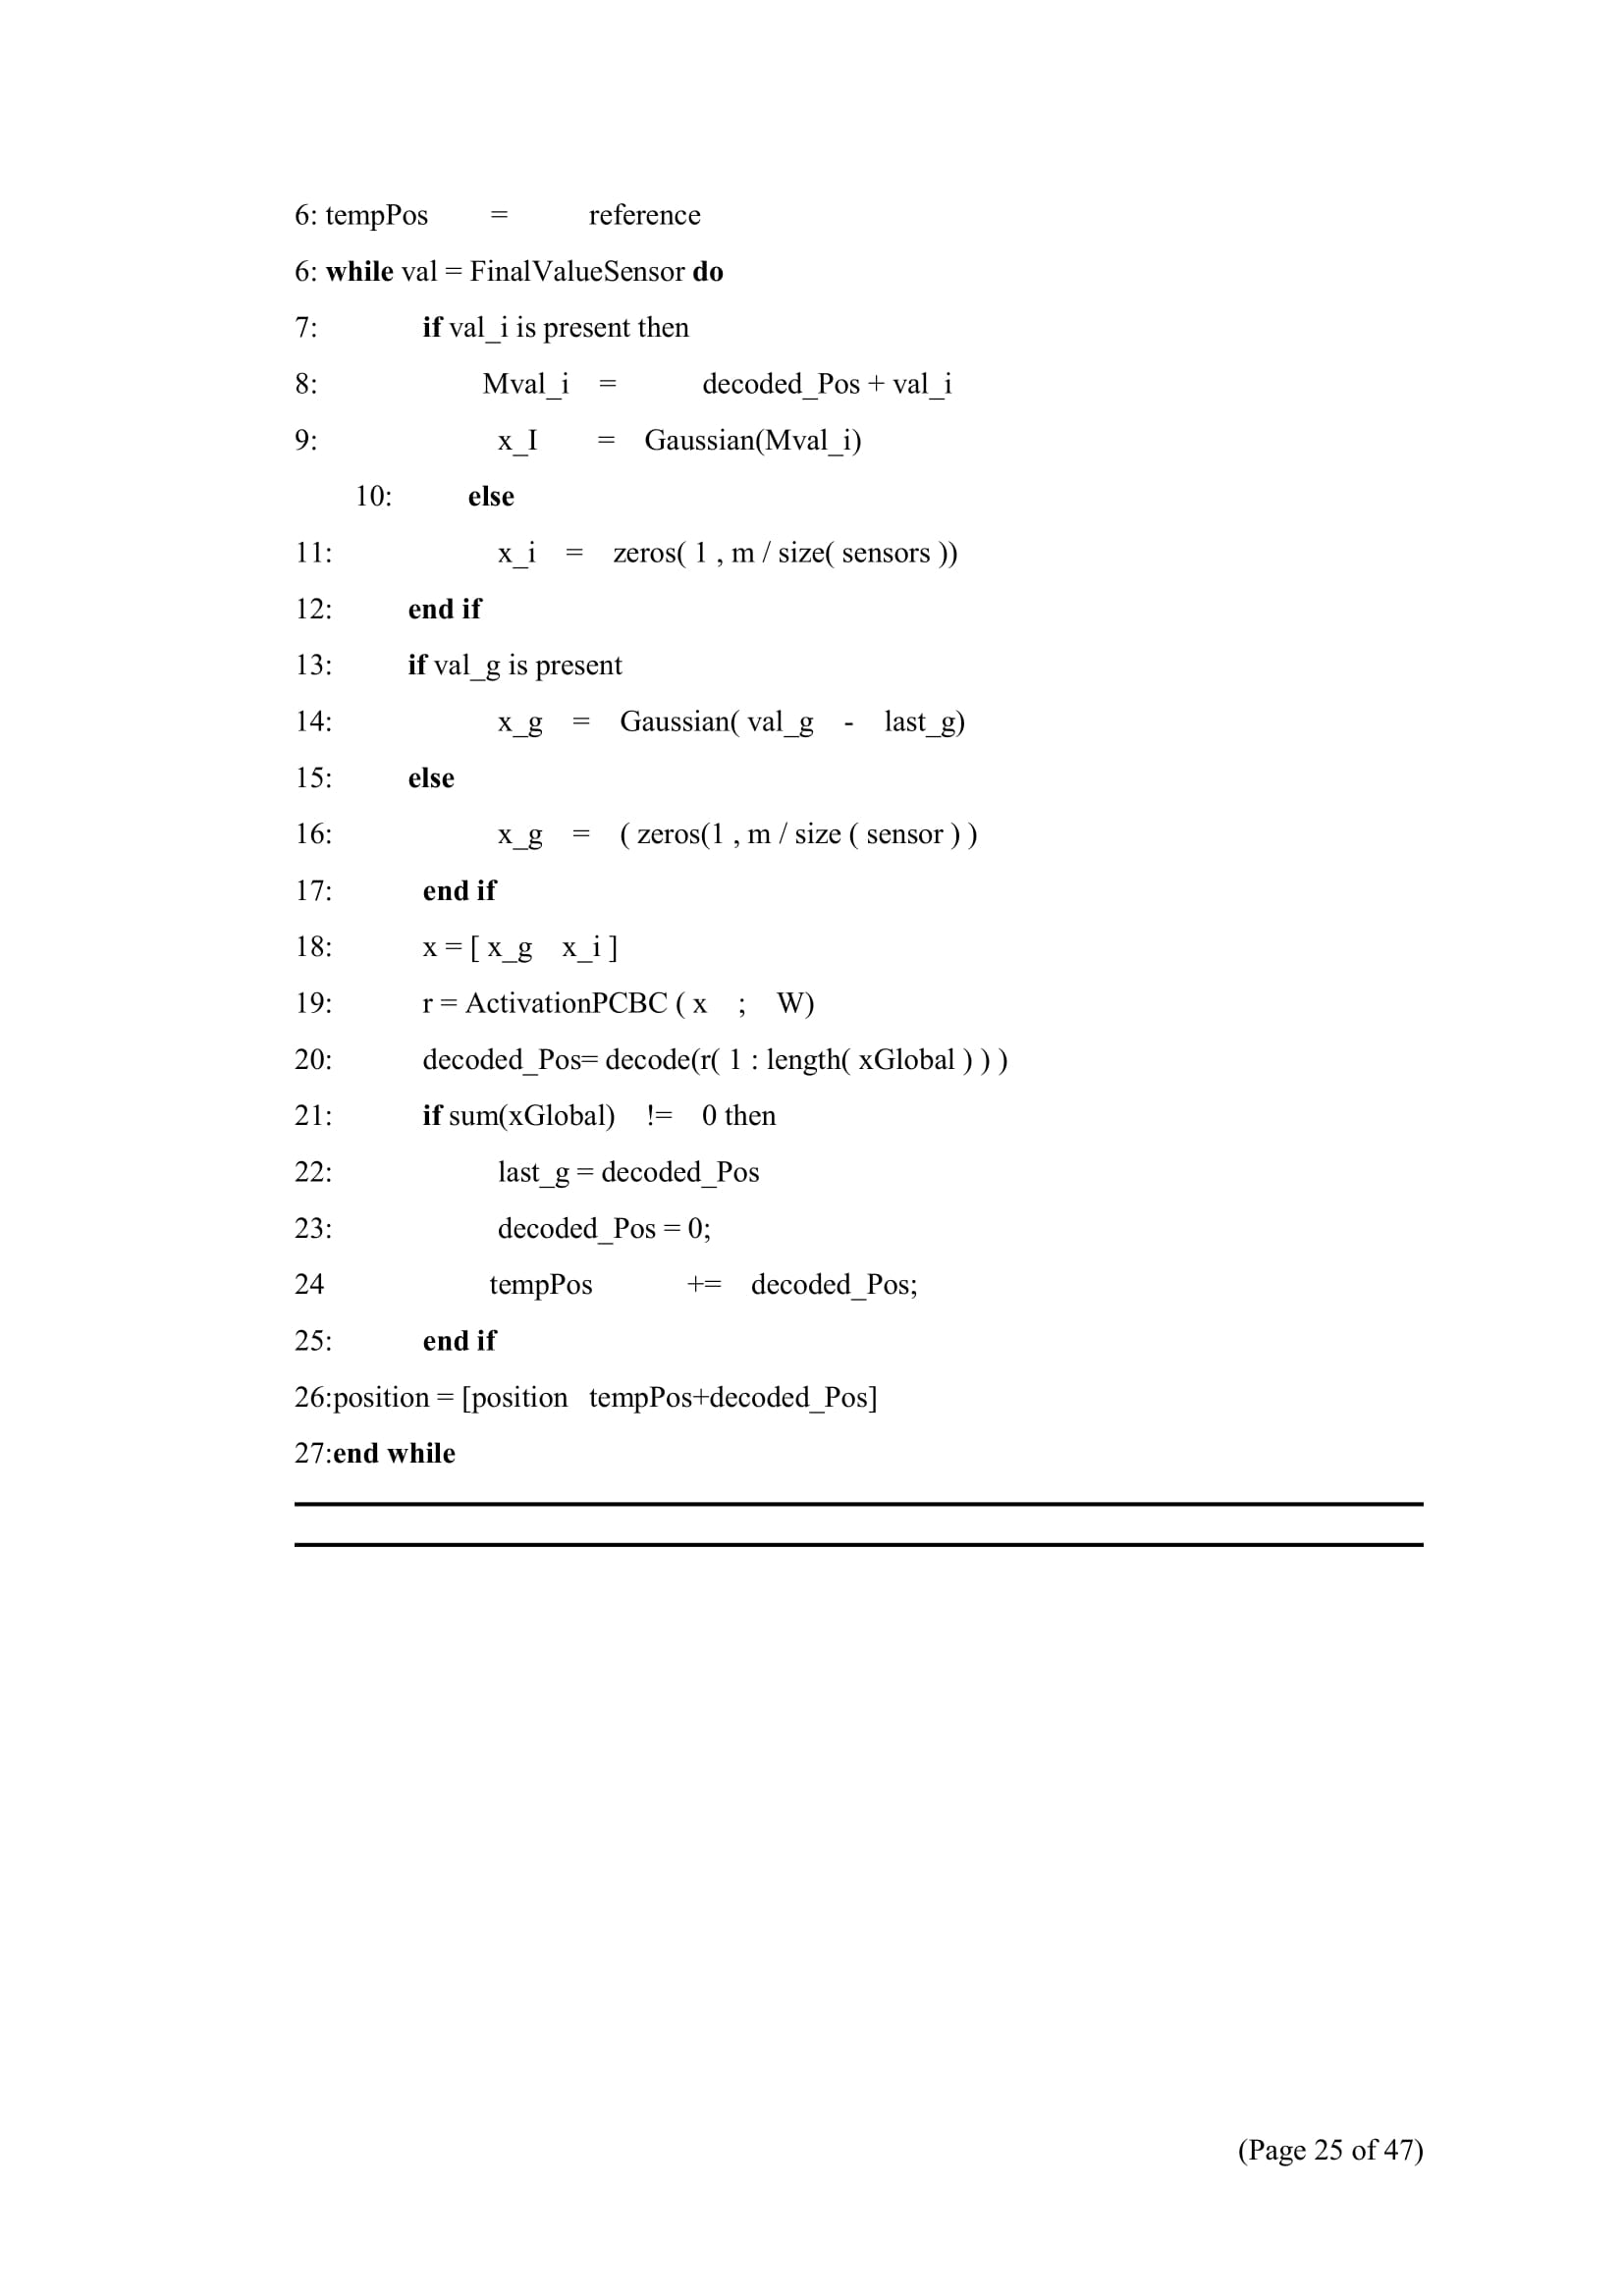 6: tempPos = reference
6: while val = FinalValueSensor do
7: if val_i is present then
8: Mval_i = decoded_Pos + val_i
9: x_I = Gaussian(Mval_i)
10: else
11: x_i = zeros( 1 , m / size( sensors ))
12: end if
13: if val_g is present
14: x_g = Gaussian( val_g - last_g)
15: else
16: x_g = ( zeros(1 , m / size ( sensor ) )
17: end if
18: x = [ x_g x_i ]
19: r = ActivationPCBC ( x ; W)
20: decoded_Pos= decode(r( 1 : length( xGlobal ) ) )
21: if sum(xGlobal) != 0 then
22: last_g = decoded_Pos
23: decoded_Pos = 0;
24 tempPos += decoded_Pos;
25: end if
26:position = [position tempPos+decoded_Pos]
27:end while
(Page 25 of 47)